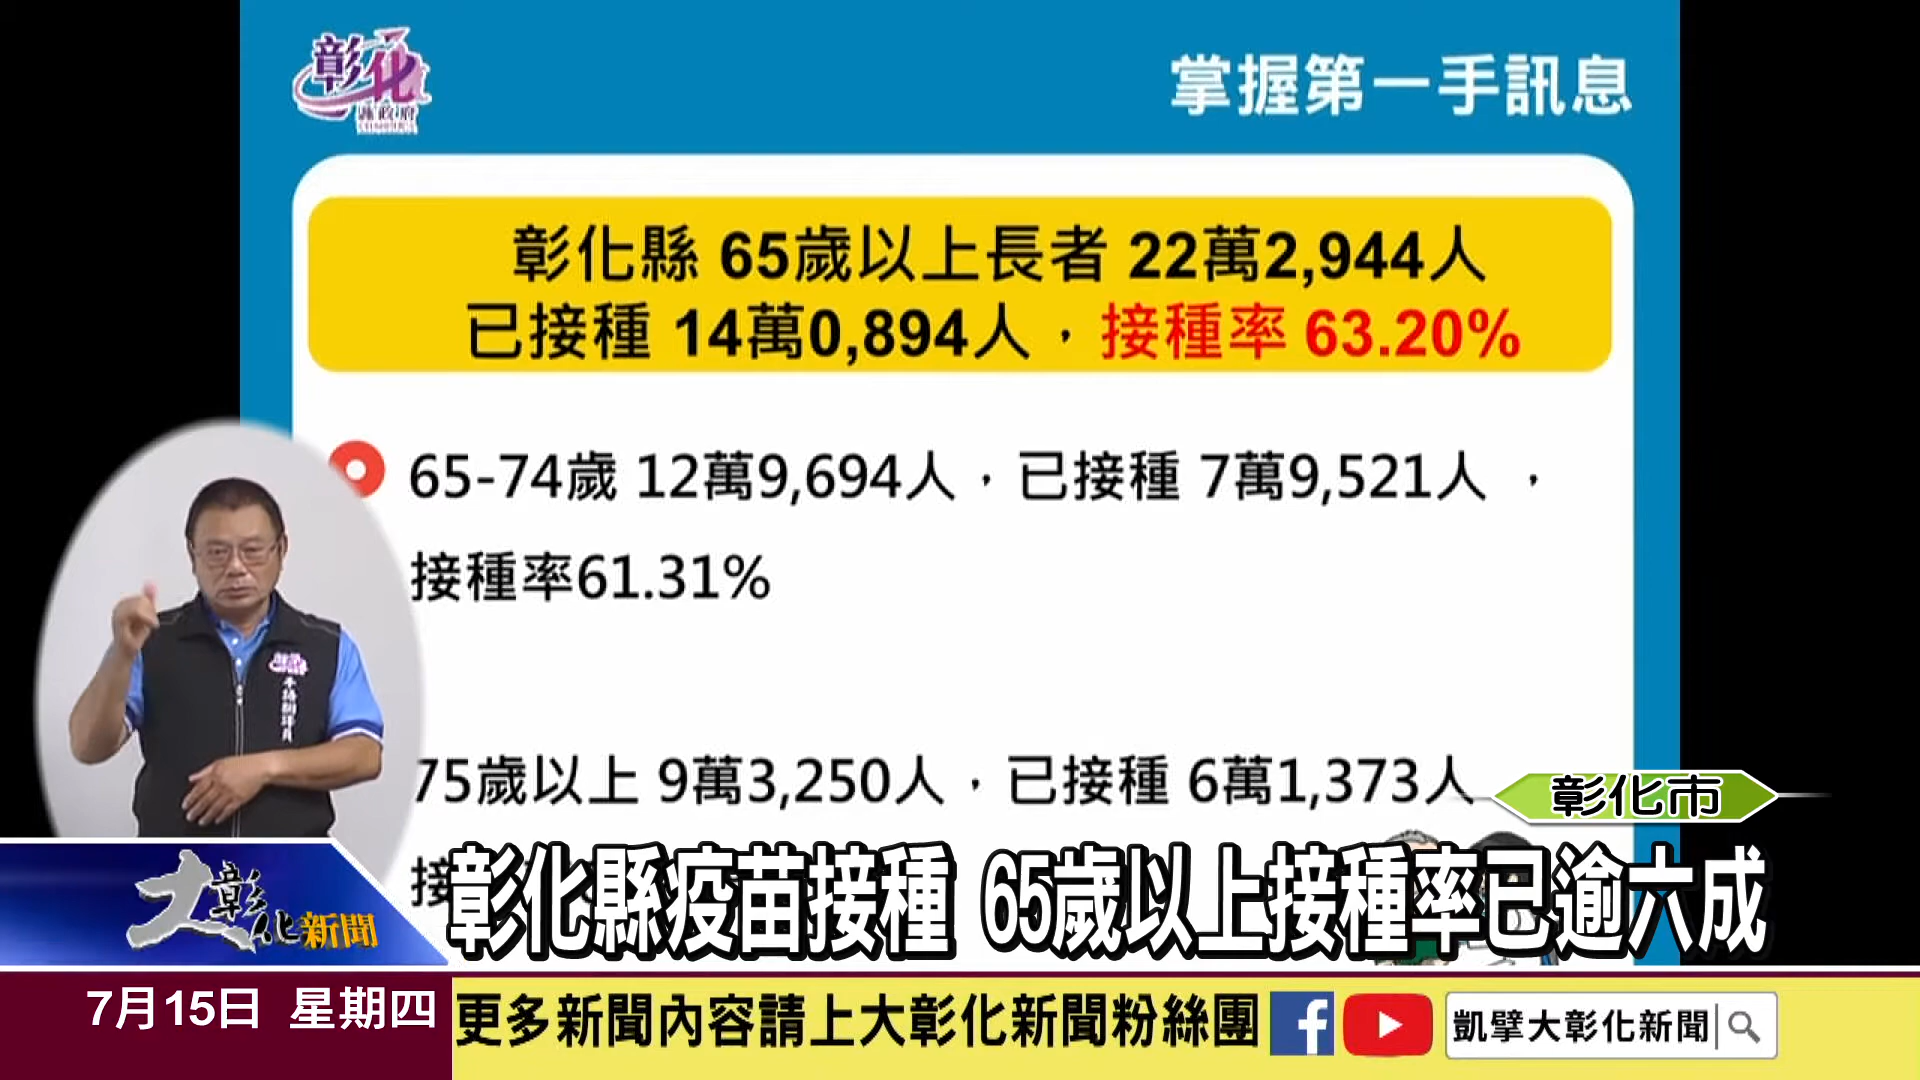 彰化
縣政府
掌握第一手訊息
彰化縣 65歲以上長者 22萬2,944人
已接種 14萬0,894人，接種率 63.20%
65-74歲 12萬9,694人，已接種 7萬9,521人 ，
接種率61.31%
75歲以上 9萬3,250人，已接種 6萬1,373人
接
彰化市
手語翻譯員
大彰化新聞
彰化縣疫苗接種 65歲以上接種率已逾六成
7月15日 星期四
更多新聞內容請上大彰化新聞粉絲團
凱擘大彰化新聞